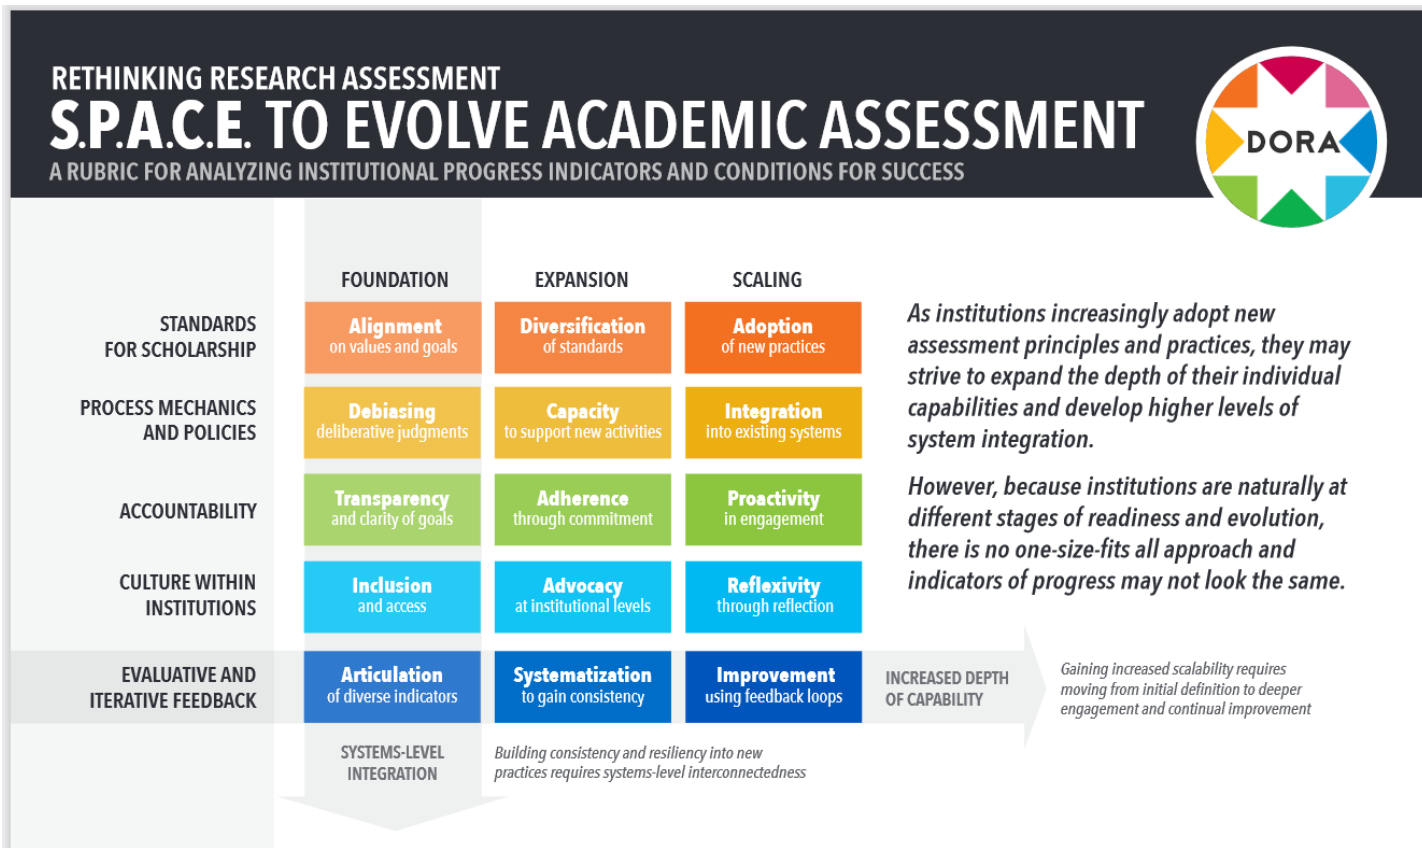 RETHINKING RESEARCH ASSESSMENT
S.P.A.C.E. TO EVOLVE ACADEMIC ASSESSMENT
A RUBRIC FOR ANALYZING INSTITUTIONAL PROGRESS INDICATORS AND CONDITIONS FOR SUCCESS
DORA
FOUNDATION
EXPANSION
SCALING
STANDARDS
FOR SCHOLARSHIP
Alignment
on values and goals
Diversification
of standards
Adoption
of new practices
PROCESS MECHANICS
AND POLICIES
Debiasing
deliberative judgments
Capacity
to support new activities
Integration
into existing systems
ACCOUNTABILITY
Transparency
and clarity of goals
Adherence
through commitment
Proactivity
in engagement
CULTURE WITHIN
INSTITUTIONS
Inclusion
and access
Advocacy
at institutional levels
Reflexivity
through reflection
EVALUATIVE AND
ITERATIVE FEEDBACK
Articulation
of diverse indicators
Systematization
to gain consistency
Improvement
using feedback loops
As institutions increasingly adopt new
assessment principles and practices, they may
strive to expand the depth of their individual
capabilities and develop higher levels of
system integration.
However, because institutions are naturally at
different stages of readiness and evolution,
there is no one-size-fits all approach and
indicators of progress may not look the same.
INCREASED DEPTH
OF CAPABILITY
Gaining increased scalability requires
moving from initial definition to deeper
engagement and continual improvement
SYSTEMS-LEVEL
INTEGRATION
Building consistency and resiliency into new
practices requires systems-level interconnectedness